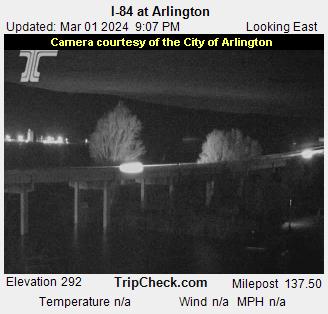 I-84 at Arlington
Updated: Mar 01 2024 9:07 PM Looking East
Camera courtesy of the City of Arlington
Elevation 292 TripCheck.com Milepost 137.50
Temperature n/a Wind n/a MPH n/a